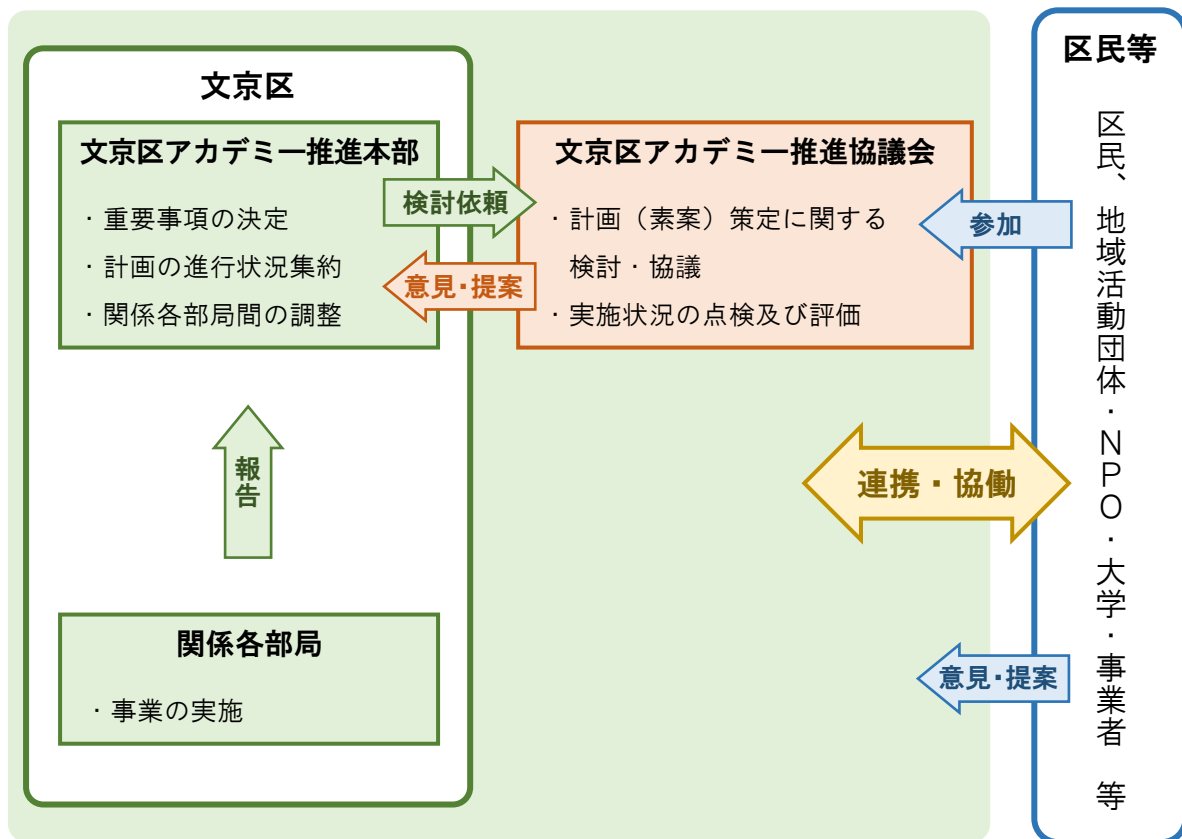 文京区
文京区アカデミー推進本部
・重要事項の決定
・計画の進行状況集約
・関係各部局間の調整
検討依頼
意見・提案
文京区アカデミー推進協議会
・計画（素案）策定に関する
検討・協議
・実施状況の点検及び評価
参加
報告
連携・協働
関係各部局
・事業の実施
意見・提案
区民等
区民、地域活動団体・ＮＰＯ・大学・事業者　等